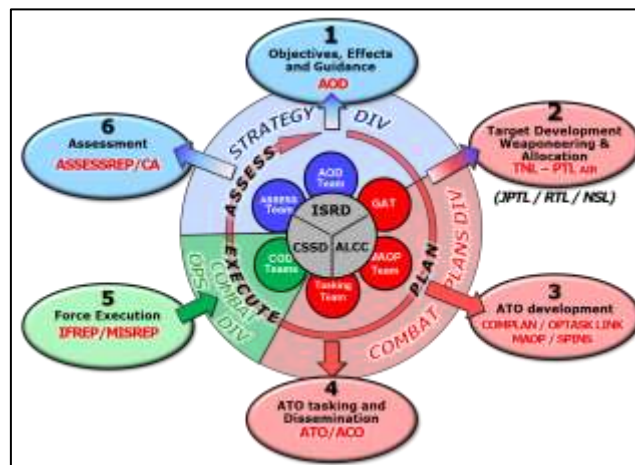 1
Objectives, Effects
and Guidance
AOD
2
Target Development
Weaponeering &
Allocation
TNL – PTL AIR
(JPTL / RTL / NSL)
3
ATO development
COMPLAN / OPTASK LINK
MAOP / SPINS
4
ATO tasking and
Dissemination
ATO/ACO
5
Force Execution
IFREP/MISREP
6
Assessment
ASSESSREP/CA
STRATEGY DIV
COMBAT PLANS DIV
COMBAT
OPS DIV
ASSESS
PLAN
EXECUTE
AOD
Team
GAT
MAOP
Team
Tasking
Team
COD
Teams
ASSESS
Team
ISRD
CSSD
ALCC